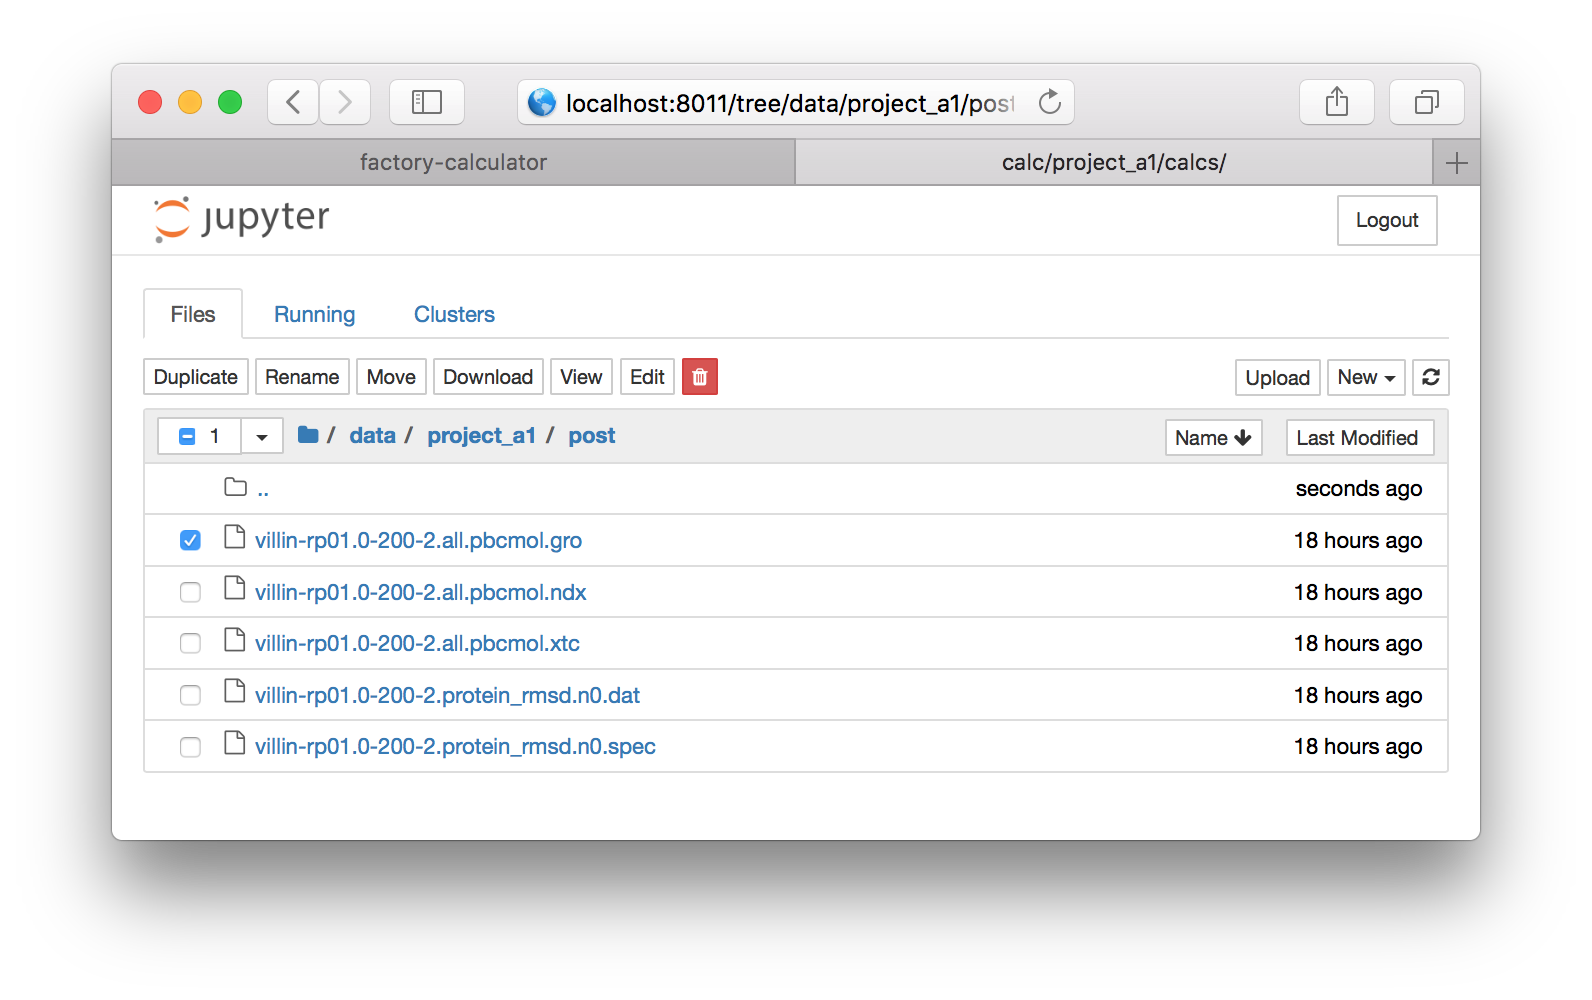 localhost:8011/tree/data/project_a1/post
factory-calculator
calc/project_a1/calcs/
jupyter
Logout
Files Running Clusters
Duplicate Rename Move Download View Edit Upload New
1 / data / project_a1 / post Name Last Modified
.. seconds ago
villin-rp01.0-200-2.all.pbcmol.gro 18 hours ago
villin-rp01.0-200-2.all.pbcmol.ndx 18 hours ago
villin-rp01.0-200-2.all.pbcmol.xtc 18 hours ago
villin-rp01.0-200-2.protein_rmsd.n0.dat 18 hours ago
villin-rp01.0-200-2.protein_rmsd.n0.spec 18 hours ago